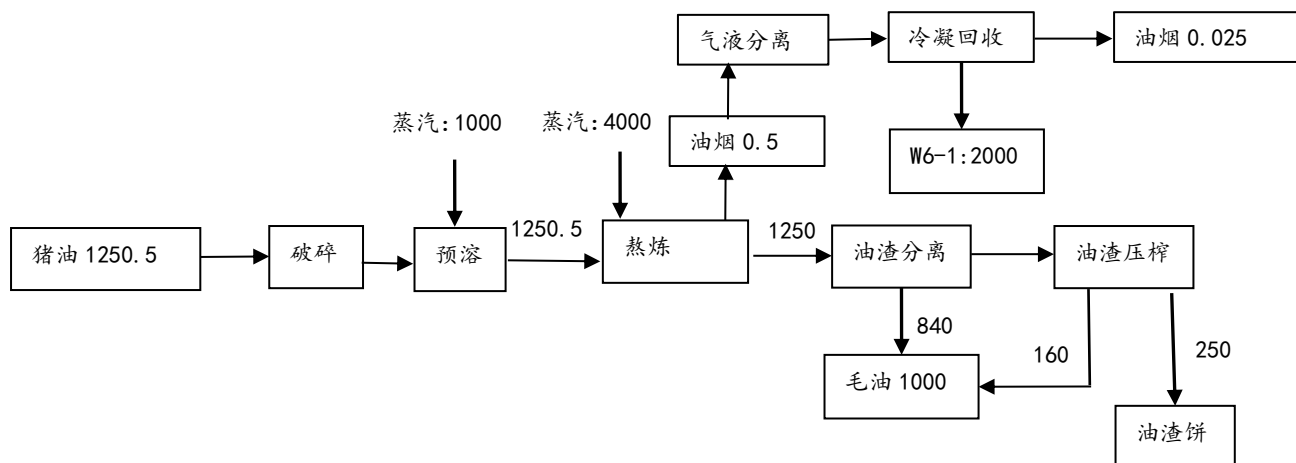 气液分离
冷凝回收
油烟 0.025
蒸汽:1000
蒸汽:4000
油烟 0.5
W6-1:2000
猪油 1250.5
破碎
预溶
1250.5
熬炼
1250
油渣分离
油渣压榨
840
160
250
毛油 1000
油渣饼